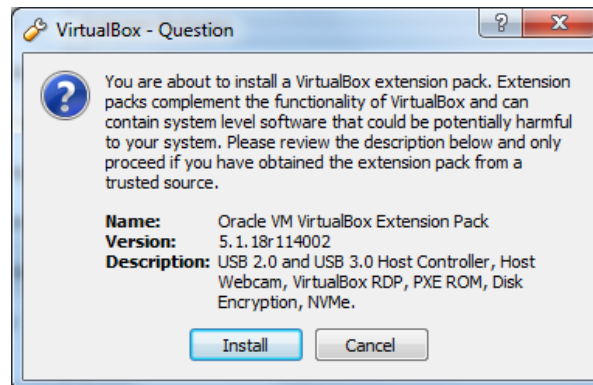 VirtualBox - Question
You are about to install a VirtualBox extension pack. Extension
packs complement the functionality of VirtualBox and can
contain system level software that could be potentially harmful
to your system. Please review the description below and only
proceed if you have obtained the extension pack from a
trusted source.
Name: Oracle VM VirtualBox Extension Pack
Version: 5.1.18r114002
Description: USB 2.0 and USB 3.0 Host Controller, Host
Webcam, VirtualBox RDP, PXE ROM, Disk
Encryption, NVMe.
Install Cancel